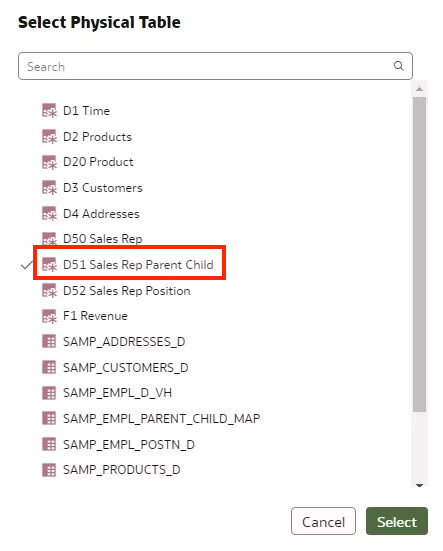 Select Physical Table
Search
D1 Time
D2 Products
D20 Product
D3 Customers
D4 Addresses
D50 Sales Rep
D51 Sales Rep Parent Child
D52 Sales Rep Position
F1 Revenue
SAMP_ADDRESSES_D
SAMP_CUSTOMERS_D
SAMP_EMPL_D_VH
SAMP_EMPL_PARENT_CHILD_MAP
SAMP_EMPL_POSTN_D
SAMP_PRODUCTS_D
Cancel Select